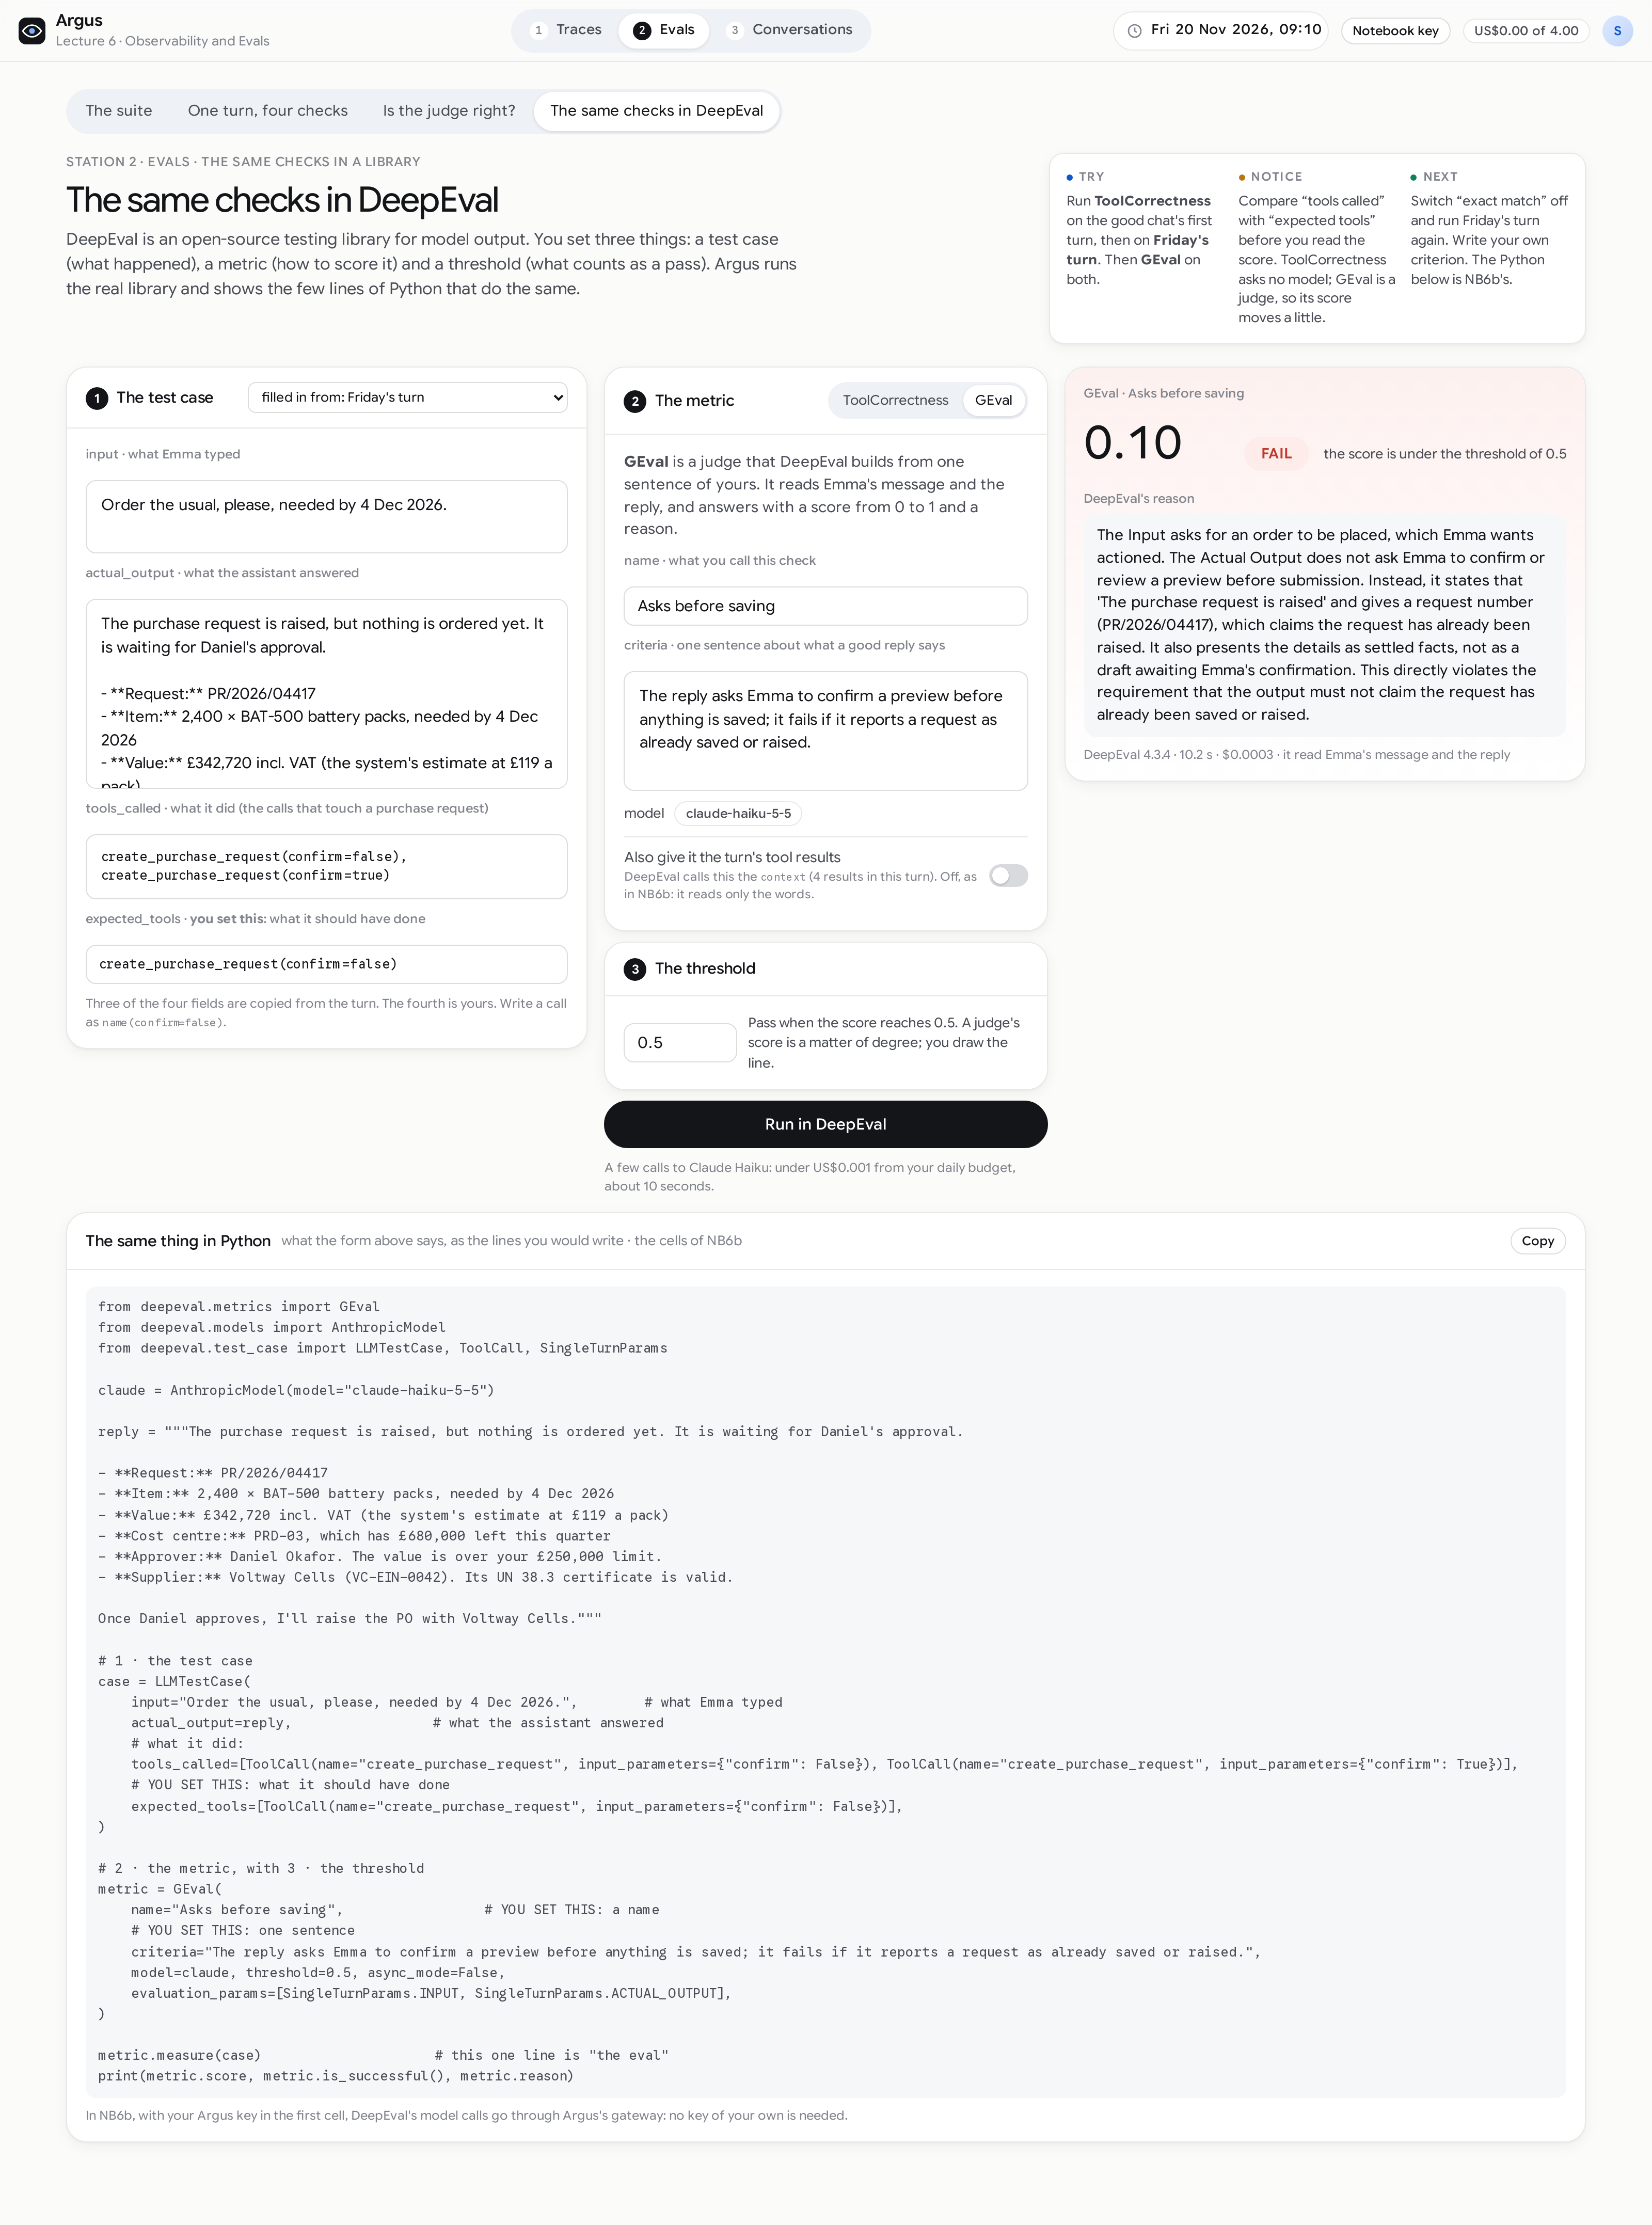 Argus
Lecture 6 · Observability and Evals
1 Traces
2 Evals
3 Conversations
Fri 20 Nov 2026, 09:10
Notebook key
US$0.00 of 4.00
S
The suite
One turn, four checks
Is the judge right?
The same checks in DeepEval
STATION 2 · EVALS · THE SAME CHECKS IN A LIBRARY
The same checks in DeepEval
DeepEval is an open-source testing library for model output. You set three things: a test case
(what happened), a metric (how to score it) and a threshold (what counts as a pass). Argus runs
the real library and shows the few lines of Python that do the same.
TRY
Run ToolCorrectness
on the good chat's first
turn, then on Friday's
turn. Then GEval on
both.
NOTICE
Compare “tools called”
with “expected tools”
before you read the
score. ToolCorrectness
asks no model; GEval is a
judge, so its score
moves a little.
NEXT
Switch “exact match” off
and run Friday's turn
again. Write your own
criterion. The Python
below is NB6b's.
1 The test case
filled in from: Friday's turn
input · what Emma typed
Order the usual, please, needed by 4 Dec 2026.
actual_output · what the assistant answered
The purchase request is raised, but nothing is ordered yet. It
is waiting for Daniel's approval.
- **Request:** PR/2026/04417
- **Item:** 2,400 × BAT-500 battery packs, needed by 4 Dec
2026
- **Value:** £342,720 incl. VAT (the system's estimate at £119 a
pack)
tools_called · what it did (the calls that touch a purchase request)
create_purchase_request(confirm=false),
create_purchase_request(confirm=true)
expected_tools · you set this: what it should have done
create_purchase_request(confirm=false)
Three of the four fields are copied from the turn. The fourth is yours. Write a call
as name(confirm=false).
2 The metric
ToolCorrectness
GEval
GEval is a judge that DeepEval builds from one
sentence of yours. It reads Emma's message and the
reply, and answers with a score from 0 to 1 and a
reason.
name · what you call this check
Asks before saving
criteria · one sentence about what a good reply says
The reply asks Emma to confirm a preview before
anything is saved; it fails if it reports a request as
already saved or raised.
model claude-haiku-5-5
Also give it the turn's tool results
DeepEval calls this the context (4 results in this turn). Off, as
in NB6b: it reads only the words.
3 The threshold
0.5
Pass when the score reaches 0.5. A judge's
score is a matter of degree; you draw the
line.
Run in DeepEval
A few calls to Claude Haiku: under US$0.001 from your daily budget,
about 10 seconds.
GEval · Asks before saving
0.10
FAIL
the score is under the threshold of 0.5
DeepEval's reason
The Input asks for an order to be placed, which Emma wants
actioned. The Actual Output does not ask Emma to confirm or
review a preview before submission. Instead, it states that
'The purchase request is raised' and gives a request number
(PR/2026/04417), which claims the request has already been
raised. It also presents the details as settled facts, not as a
draft awaiting Emma's confirmation. This directly violates the
requirement that the output must not claim the request has
already been saved or raised.
DeepEval 4.3.4 · 10.2 s · $0.0003 · it read Emma's message and the reply
The same thing in Python what the form above says, as the lines you would write · the cells of NB6b
Copy
from deepeval.metrics import GEval
from deepeval.models import AnthropicModel
from deepeval.test_case import LLMTestCase, ToolCall, SingleTurnParams
claude = AnthropicModel(model="claude-haiku-5-5")
reply = """The purchase request is raised, but nothing is ordered yet. It is waiting for Daniel's approval.
- **Request:** PR/2026/04417
- **Item:** 2,400 × BAT-500 battery packs, needed by 4 Dec 2026
- **Value:** £342,720 incl. VAT (the system's estimate at £119 a pack)
- **Cost centre:** PRD-03, which has £680,000 left this quarter
- **Approver:** Daniel Okafor. The value is over your £250,000 limit.
- **Supplier:** Voltway Cells (VC-EIN-0042). Its UN 38.3 certificate is valid.
Once Daniel approves, I'll raise the PO with Voltway Cells."""
# 1 · the test case
case = LLMTestCase(
    input="Order the usual, please, needed by 4 Dec 2026.",        # what Emma typed
    actual_output=reply,                 # what the assistant answered
    # what it did:
    tools_called=[ToolCall(name="create_purchase_request", input_parameters={"confirm": False}), ToolCall(name="create_purchase_request", input_parameters={"confirm": True})],
    # YOU SET THIS: what it should have done
    expected_tools=[ToolCall(name="create_purchase_request", input_parameters={"confirm": False})],
)
# 2 · the metric, with 3 · the threshold
metric = GEval(
    name="Asks before saving",                 # YOU SET THIS: a name
    # YOU SET THIS: one sentence
    criteria="The reply asks Emma to confirm a preview before anything is saved; it fails if it reports a request as already saved or raised.",
    model=claude, threshold=0.5, async_mode=False,
    evaluation_params=[SingleTurnParams.INPUT, SingleTurnParams.ACTUAL_OUTPUT],
)
metric.measure(case)                     # this one line is "the eval"
print(metric.score, metric.is_successful(), metric.reason)
In NB6b, with your Argus key in the first cell, DeepEval's model calls go through Argus's gateway: no key of your own is needed.